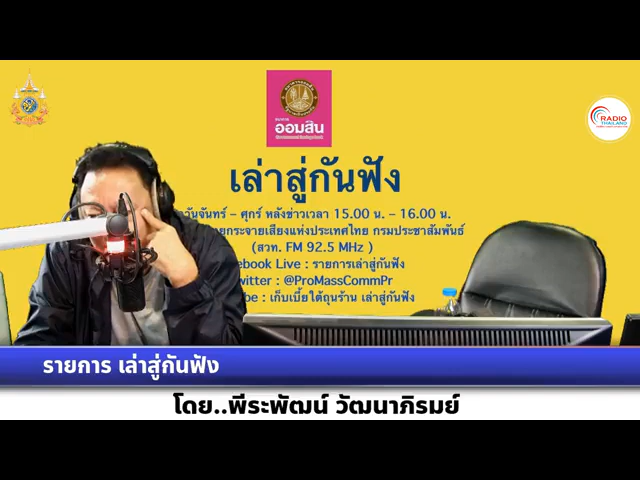 ธนาคาร
ออมสิน
RADIO
THAILAND
เล่าสู่กันฟัง
วันจันทร์ – ศุกร์ หลังข่าวเวลา 15.00 น. – 16.00 น.
กระจายเสียงแห่งประเทศไทย กรมประชาสัมพันธ์
(สวท. FM 92.5 MHz )
ebook Live : รายการเล่าสู่กันฟัง
witter : @ProMassCommPr
be : เก็บเบี้ยใต้ถุนร้าน เล่าสู่กันฟัง
รายการ เล่าสู่กันฟัง
โดย..พีระพัฒน์ วัฒนาภิรมย์